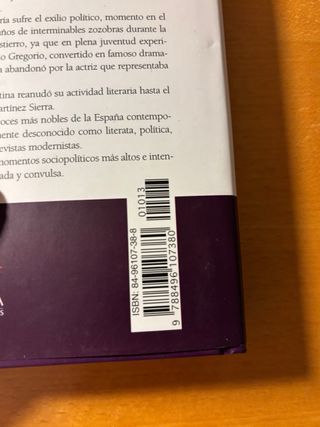 ría sufre el exilio político, momento en el
ños de interminables zozobras durante la
stierro, ya que en plena juventud experi-
o Gregorio, convertido en famoso drama-
a abandonó por la actriz que representaba
tina reanudó su actividad literaria hasta el
artínez Sierra.
oces más nobles de la España contempo-
ente desconocido como literata, política,
evistas modernistas.
momentos sociopolíticos más altos e inten-
ada y convulsa.
ISBN: 84-96107-38-8
01013
9 788496 107380
A
S